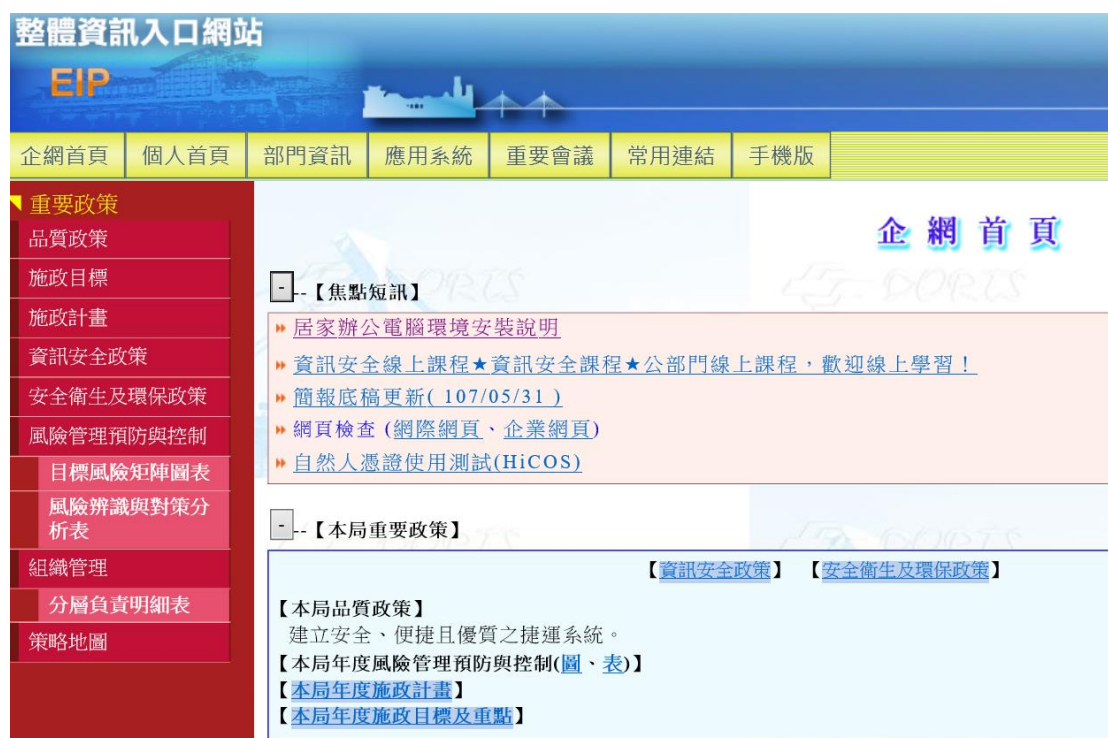 整體資訊入口網站
EIP
企網首頁 個人首頁 部門資訊 應用系統 重要會議 常用連結 手機版
重要政策
品質政策
施政目標
施政計畫
資訊安全政策
安全衛生及環保政策
風險管理預防與控制
目標風險矩陣圖表
風險辨識與對策分
析表
組織管理
分層負責明細表
策略地圖
企網首頁
- --【焦點短訊】
居家辦公電腦環境安裝說明
資訊安全線上課程★資訊安全課程★公部門線上課程，歡迎線上學習！
簡報底稿更新( 107/05/31 )
網頁檢查 (網際網頁、企業網頁)
自然人憑證使用測試(HiCOS)
- --【本局重要政策】
【資訊安全政策】 【安全衛生及環保政策】
【本局品質政策】
建立安全、便捷且優質之捷運系統。
【本局年度風險管理預防與控制(圖、表)】
【本局年度施政計畫】
【本局年度施政目標及重點】